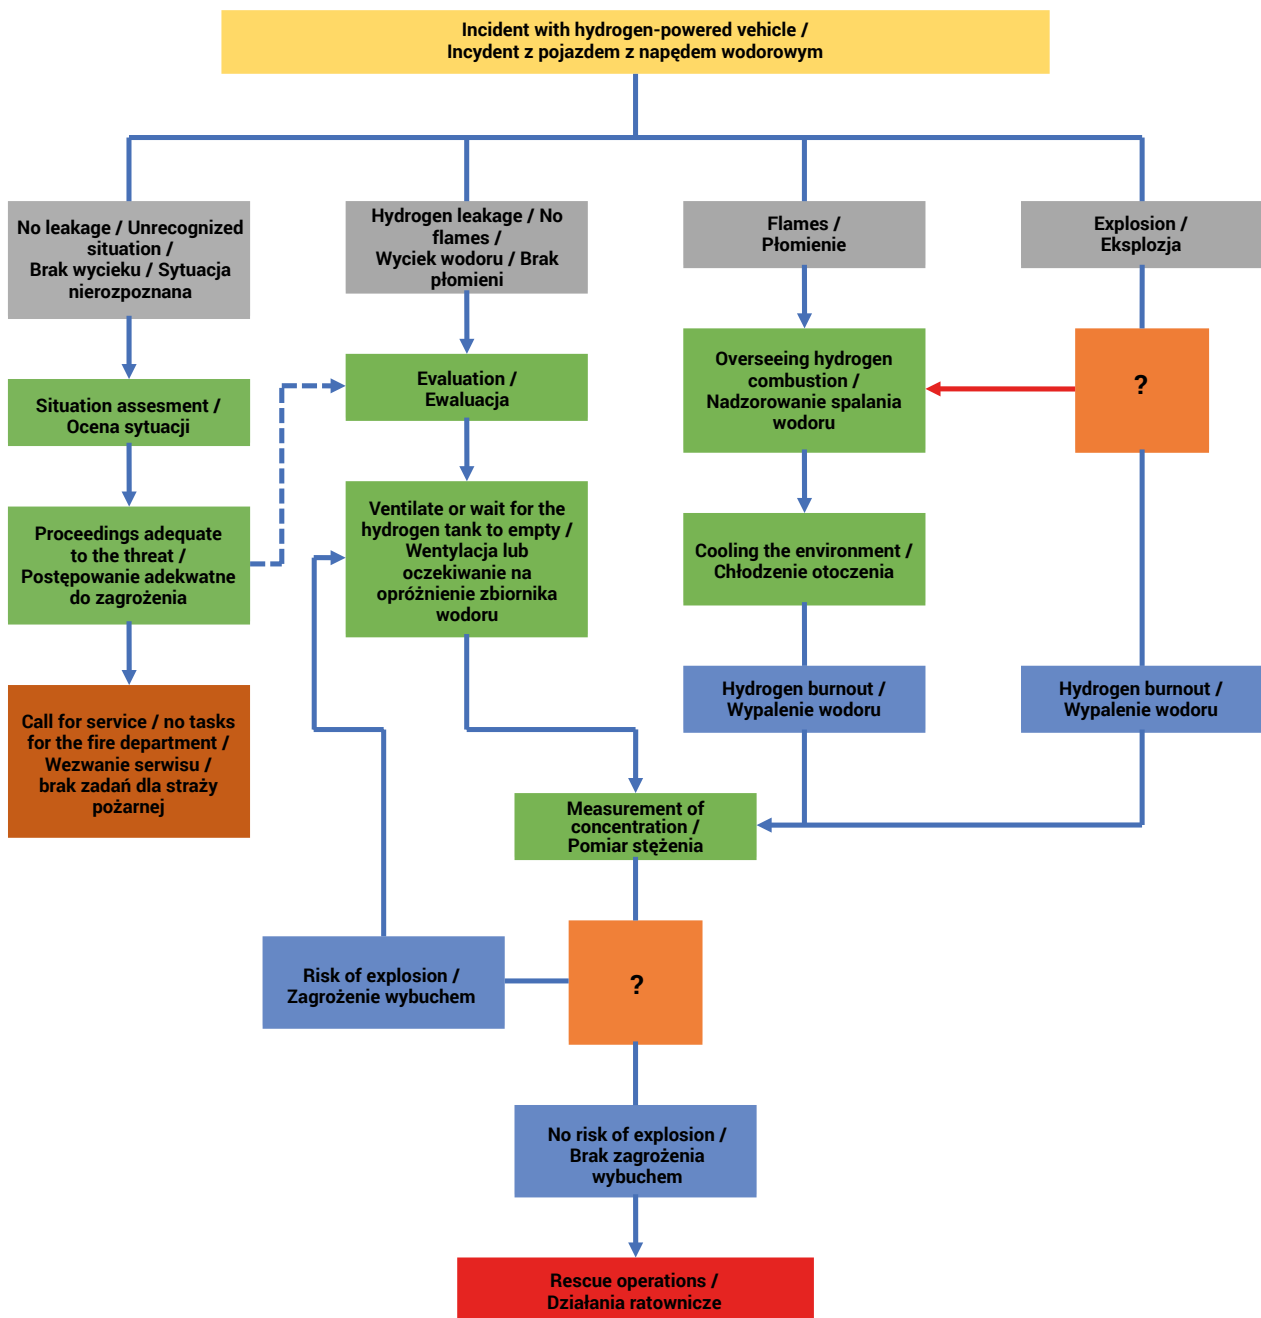 Incident with hydrogen-powered vehicle /
Incydent z pojazdem z napędem wodorowym
No leakage / Unrecognized
situation /
Brak wycieku / Sytuacja
nierozpoznana
Hydrogen leakage / No
flames /
Wyciek wodoru / Brak
płomieni
Flames /
Płomienie
Explosion /
Eksplozja
Situation assesment /
Ocena sytuacji
Evaluation /
Ewaluacja
Overseeing hydrogen
combustion /
Nadzorowanie spalania
wodoru
?
Proceedings adequate
to the threat /
Postępowanie adekwatne
do zagrożenia
Ventilate or wait for the
hydrogen tank to empty /
Wentylacja lub
oczekiwanie na
opróżnienie zbiornika
wodoru
Cooling the environment /
Chłodzenie otoczenia
Call for service / no tasks
for the fire department /
Wezwanie serwisu /
brak zadań dla straży
pożarnej
Hydrogen burnout /
Wypalenie wodoru
Hydrogen burnout /
Wypalenie wodoru
Measurement of
concentration /
Pomiar stężenia
Risk of explosion /
Zagrożenie wybuchem
?
No risk of explosion /
Brak zagrożenia
wybuchem
Rescue operations /
Działania ratownicze